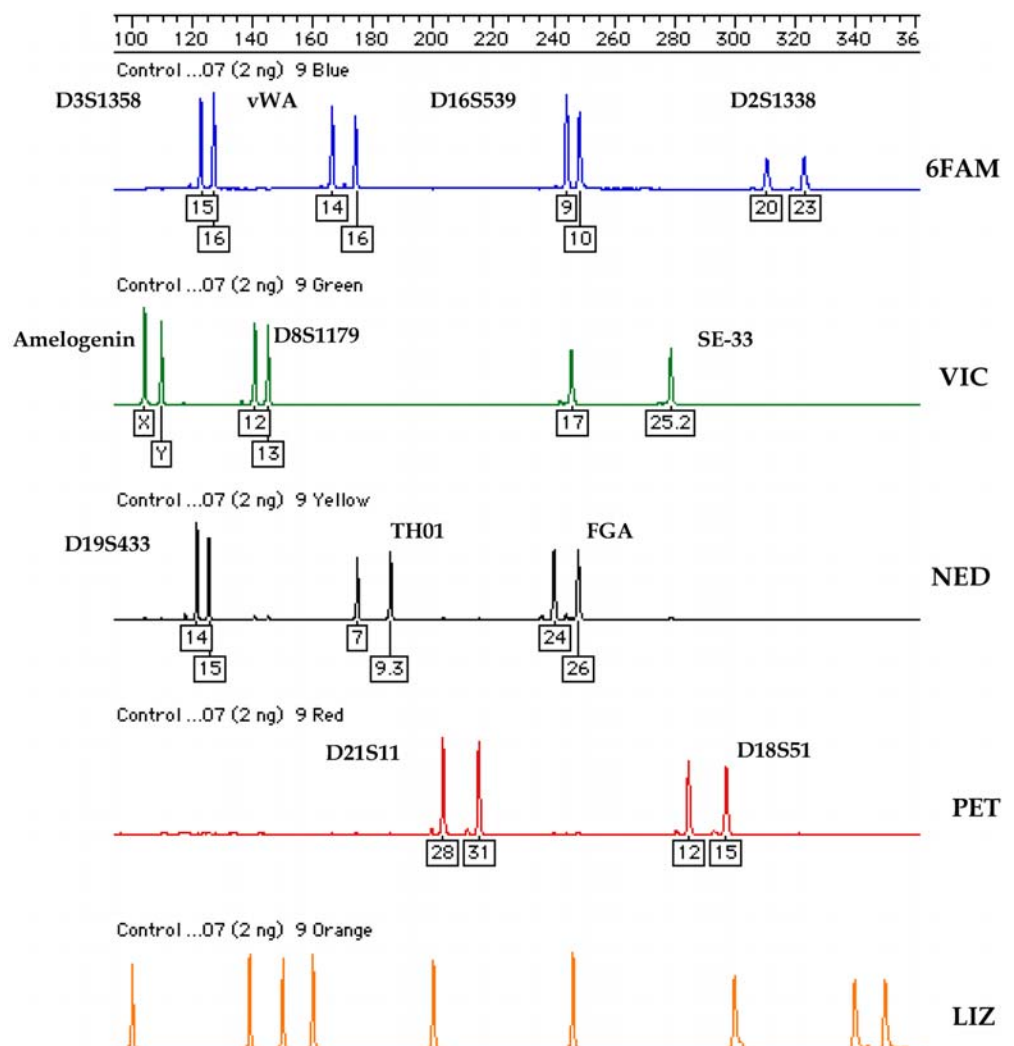 100 120 140 160 180 200 220 240 260 280 300 320 340 36
Control ...07 (2 ng) 9 Blue
D3S1358 vWA D16S539 D2S1338
6FAM
15 14 9 20 23
16 16 10
Control ...07 (2 ng) 9 Green
Amelogenin D8S1179 SE-33
VIC
X 12 17 25.2
Y 13
Control ...07 (2 ng) 9 Yellow
D19S433 TH01 FGA
NED
14 7 24
15 9.3 26
Control ...07 (2 ng) 9 Red
D21S11 D18S51
PET
28 31 12 15
Control ...07 (2 ng) 9 Orange
LIZ